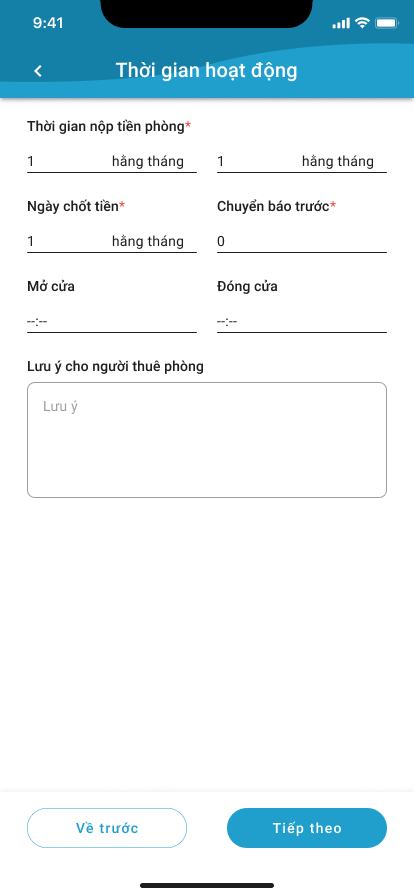 9:41
Thời gian hoạt động
Thời gian nộp tiền phòng*
1 hằng tháng 1 hằng tháng
Ngày chốt tiền* Chuyển báo trước*
1 hằng tháng 0
Mở cửa Đóng cửa
--:-- --:--
Lưu ý cho người thuê phòng
Lưu ý
Về trước Tiếp theo